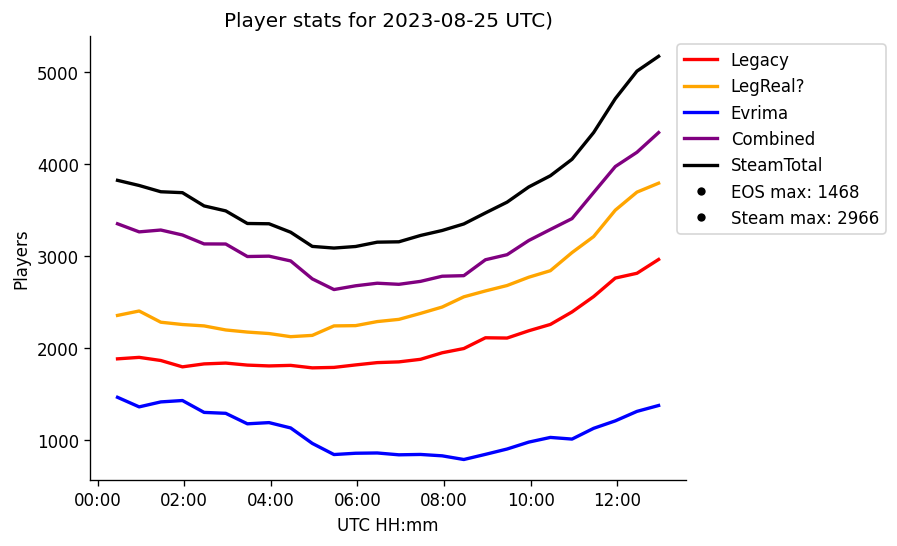 Player stats for 2023-08-25 UTC)
Players
5000
4000
3000
2000
1000
00:00 02:00 04:00 06:00 08:00 10:00 12:00
UTC HH:mm
Legacy
LegReal?
Evrima
Combined
SteamTotal
EOS max: 1468
Steam max: 2966